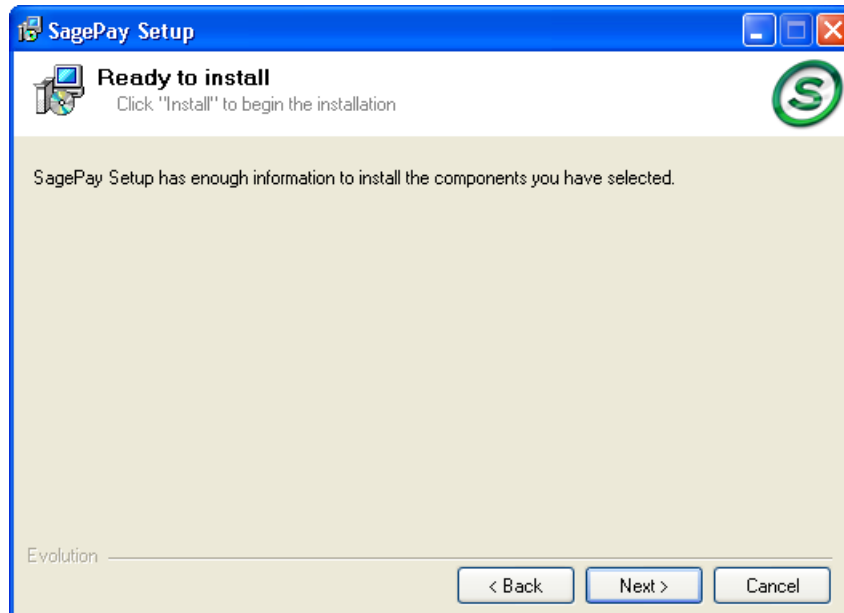 SagePay Setup
Ready to install
Click "Install" to begin the installation
S
SagePay Setup has enough information to install the components you have selected.
Evolution
< Back Next > Cancel